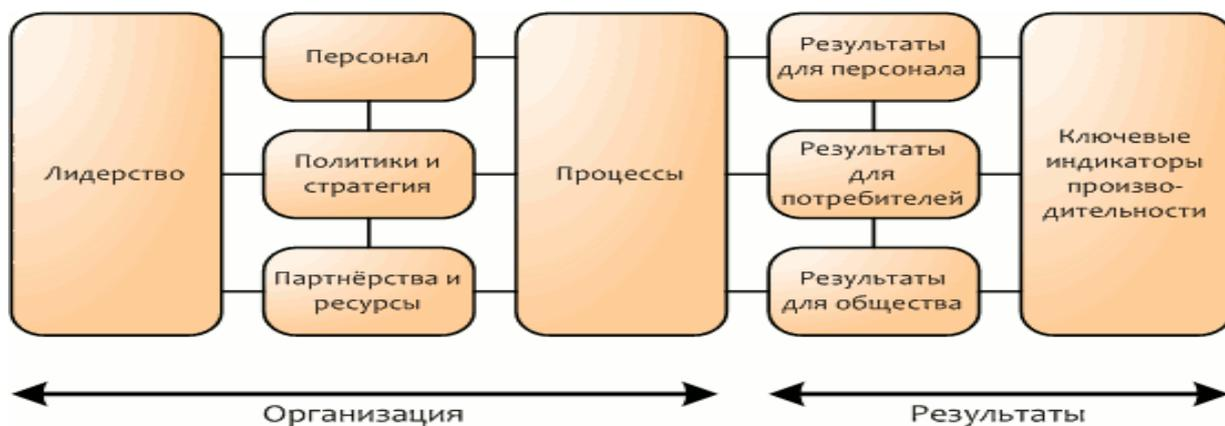 Лидерство
Персонал
Политики и
стратегия
Партнёрства и
ресурсы
Процессы
Результаты
для персонала
Результаты
для
потребителей
Результаты
для общества
Ключевые
индикаторы
произво-
дительности
Организация
Результаты